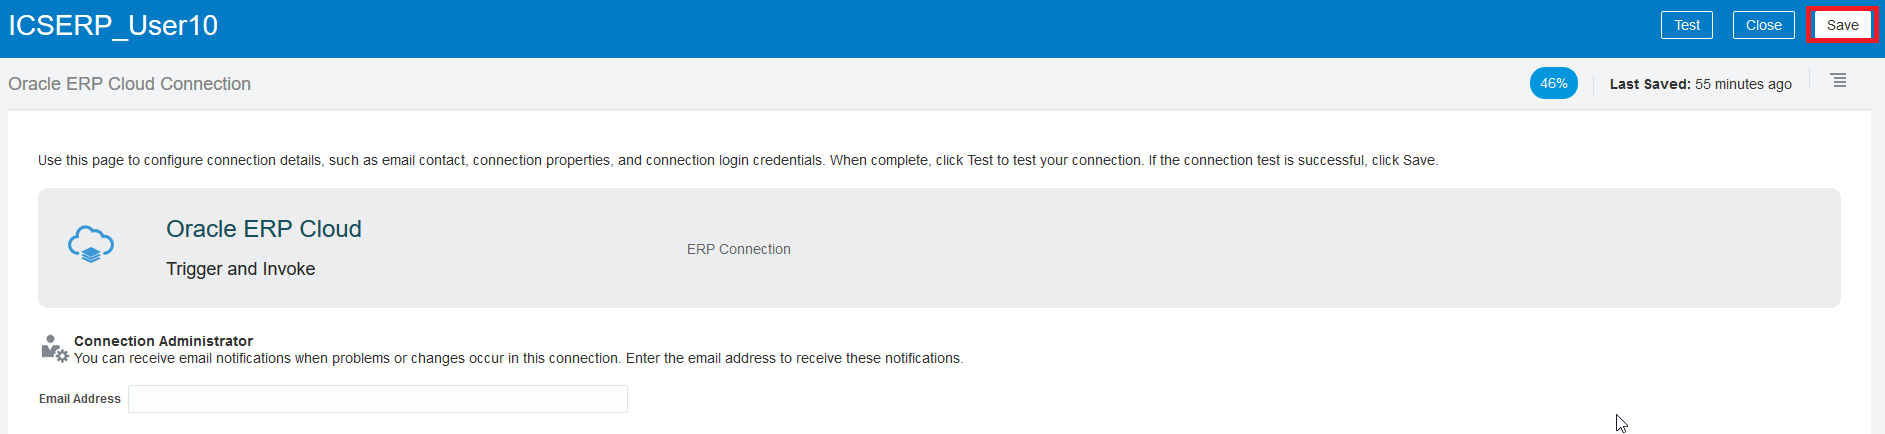 ICSERP_User10
Test Close Save
Oracle ERP Cloud Connection
46% Last Saved: 55 minutes ago
Use this page to configure connection details, such as email contact, connection properties, and connection login credentials. When complete, click Test to test your connection. If the connection test is successful, click Save.
Oracle ERP Cloud
ERP Connection
Trigger and Invoke
Connection Administrator
You can receive email notifications when problems or changes occur in this connection. Enter the email address to receive these notifications.
Email Address